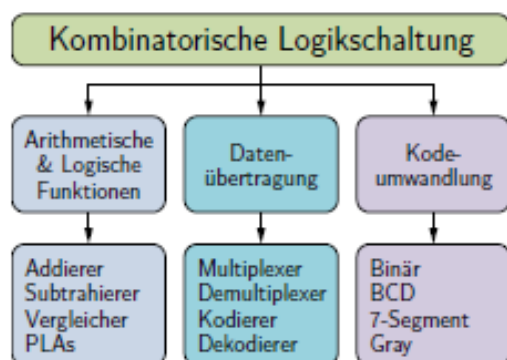 Kombinatorische Logikschaltung
Arithmetische
& Logische
Funktionen
Daten-
übertragung
Kode-
umwandlung
Addierer
Subtrahierer
Vergleicher
PLAs
Multiplexer
Demultiplexer
Kodierer
Dekodierer
Binär
BCD
7-Segment
Gray